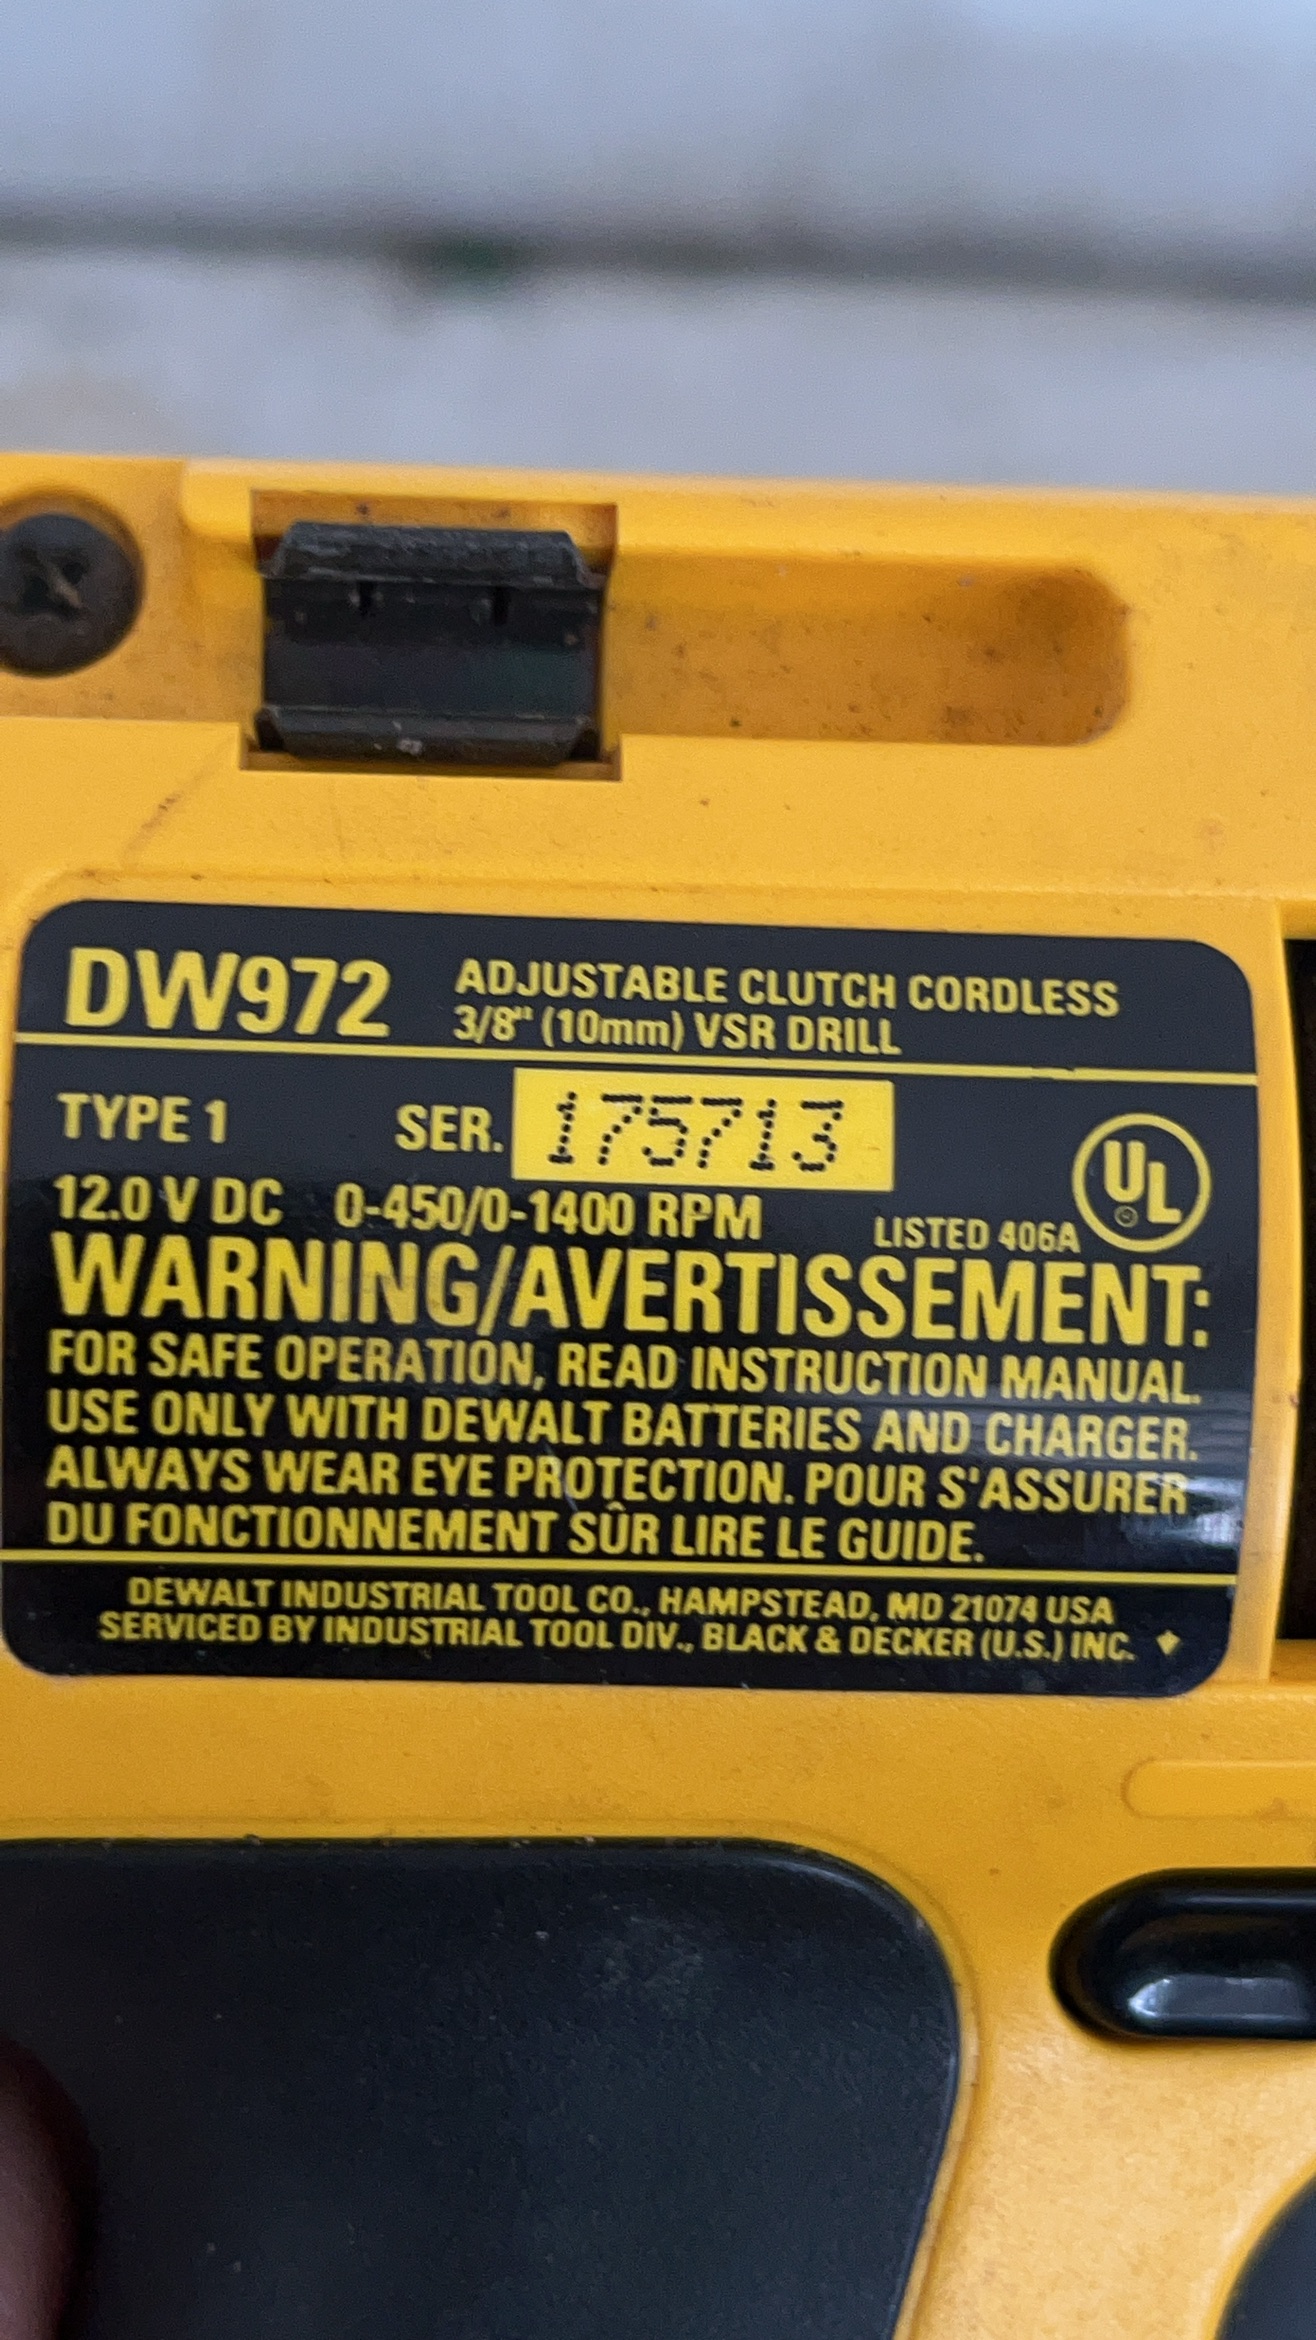 DW972 ADJUSTABLE CLUTCH CORDLESS
3/8" (10mm) VSR DRILL
TYPE 1 SER. 175713
12.0 V DC 0-450/0-1400 RPM LISTED 406A UL
WARNING/AVERTISSEMENT:
FOR SAFE OPERATION, READ INSTRUCTION MANUAL.
USE ONLY WITH DEWALT BATTERIES AND CHARGER.
ALWAYS WEAR EYE PROTECTION. POUR S'ASSURER
DU FONCTIONNEMENT SÛR LIRE LE GUIDE.
DEWALT INDUSTRIAL TOOL CO., HAMPSTEAD, MD 21074 USA
SERVICED BY INDUSTRIAL TOOL DIV., BLACK & DECKER (U.S.) INC.